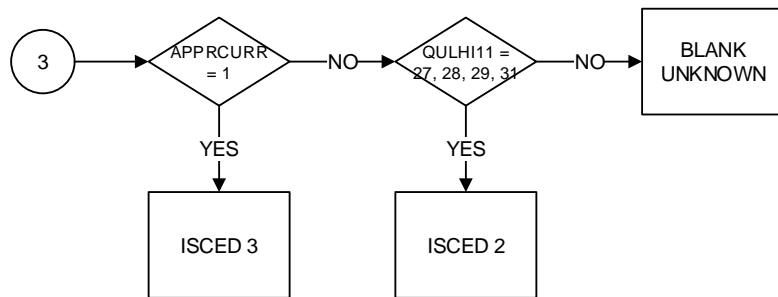 3
APPRCURR
= 1
NO
QULHI11 =
27, 28, 29, 31
NO
BLANK
UNKNOWN
YES
YES
ISCED 3
ISCED 2